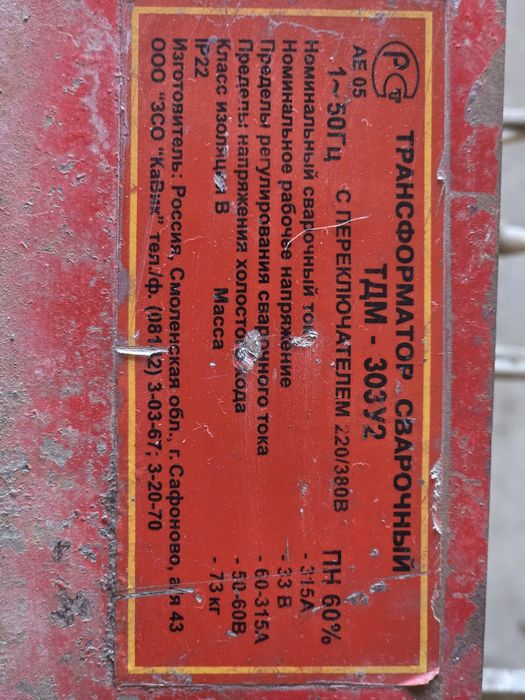 РСТ
АЕ 05
ТРАНСФОРМАТОР СВАРОЧНЫЙ
ТДМ - 303У2
1~50Гц С ПЕРЕКЛЮЧАТЕЛЕМ 220/380В ПН 60%
Номинальный сварочный ток - 315А
Номинальное рабочее напряжение - 33 В
Пределы регулирования сварочного тока - 60-315А
Пределы напряжения холостого хода - 50-60В
Класс изоляции В Масса - 73 кг
IP22
Изготовитель: Россия, Смоленская обл., г. Сафоново, а/я 43
ООО "ЗСО "КаВик" тел./ф. (081 2) 3-03-67; 3-20-70